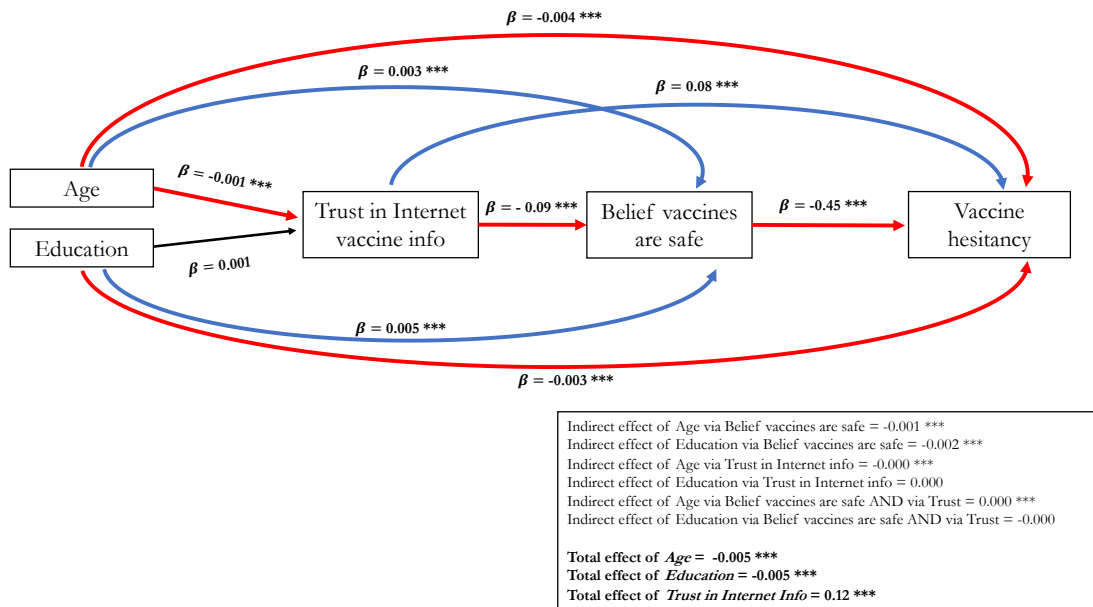 β = -0.004 ***
β = 0.003 ***
β = 0.08 ***
Age
β = -0.001 ***
Trust in Internet
vaccine info
β = - 0.09 ***
Belief vaccines
are safe
β = -0.45 ***
Vaccine
hesitancy
Education
β = 0.001
β = 0.005 ***
β = -0.003 ***
Indirect effect of Age via Belief vaccines are safe = -0.001 ***
Indirect effect of Education via Belief vaccines are safe = -0.002 ***
Indirect effect of Age via Trust in Internet info = -0.000 ***
Indirect effect of Education via Trust in Internet info = 0.000
Indirect effect of Age via Belief vaccines are safe AND via Trust = 0.000 ***
Indirect effect of Education via Belief vaccines are safe AND via Trust = -0.000
Total effect of Age = -0.005 ***
Total effect of Education = -0.005 ***
Total effect of Trust in Internet Info = 0.12 ***